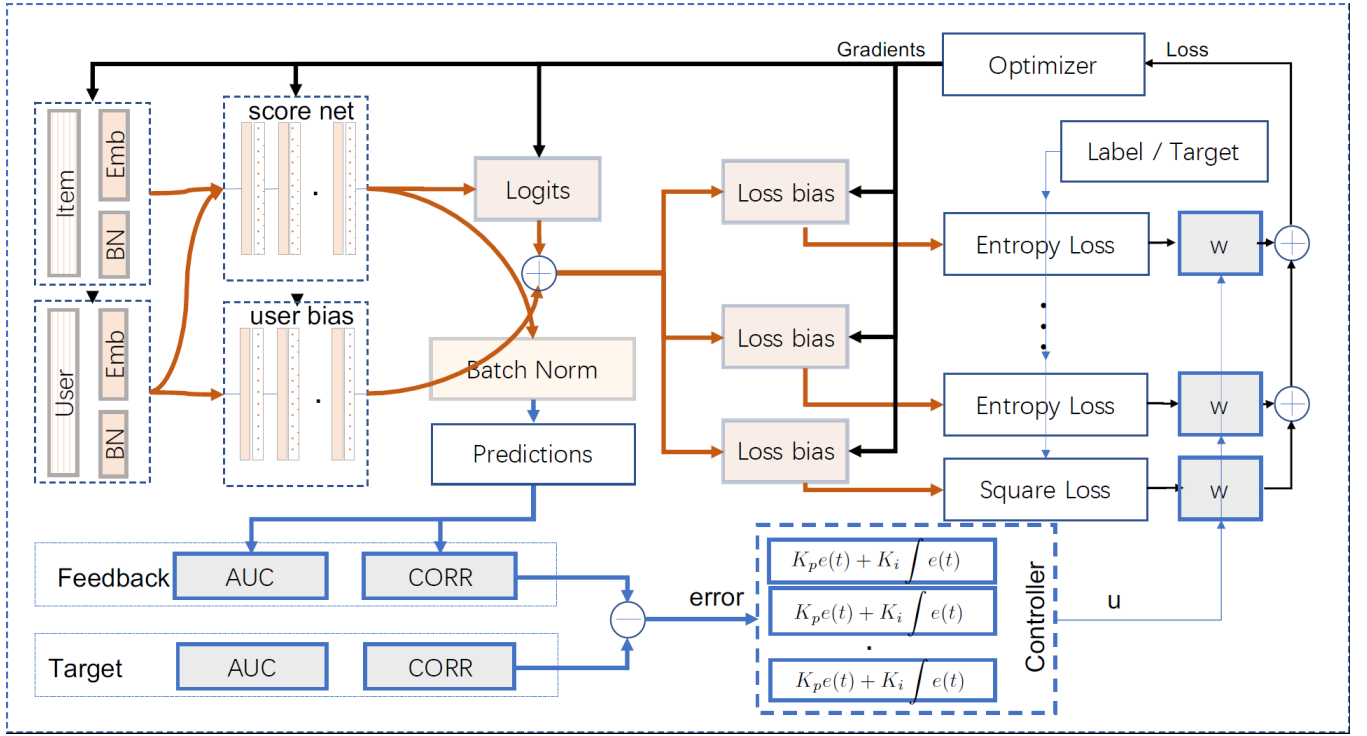 Gradients
Loss
Optimizer
score net
Label / Target
Item
Emb
BN
Logits
Loss bias
Entropy Loss
w
user bias
User
Emb
BN
Batch Norm
Loss bias
Entropy Loss
w
Predictions
Loss bias
Square Loss
w
Feedback
AUC
CORR
error
K_p e(t) + K_i ∫ e(t)
K_p e(t) + K_i ∫ e(t)
K_p e(t) + K_i ∫ e(t)
Controller
u
Target
AUC
CORR